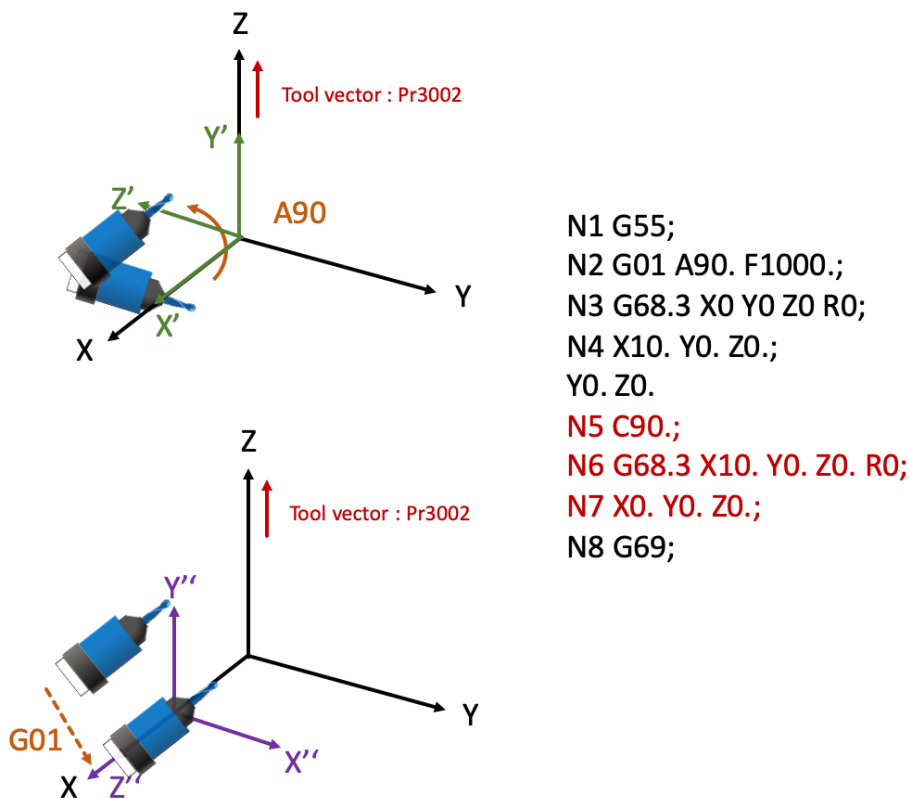 Z
Tool vector : Pr3002
Y'
Z'
A90
Y
X'
X
N1 G55;
N2 G01 A90. F1000.;
N3 G68.3 X0 Y0 Z0 R0;
N4 X10. Y0. Z0.;
Y0. Z0.
N5 C90.;
N6 G68.3 X10. Y0. Z0. R0;
N7 X0. Y0. Z0.;
N8 G69;
Z
Tool vector : Pr3002
Y''
Y
G01
X''
X
Z''